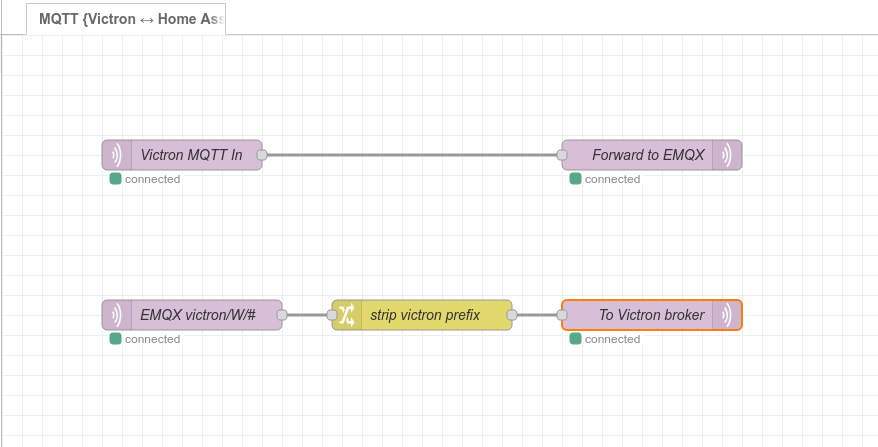 MQTT {Victron ↔ Home Ass
Victron MQTT In
Forward to EMQX
connected
connected
EMQX victron/W/#
strip victron prefix
To Victron broker
connected
connected